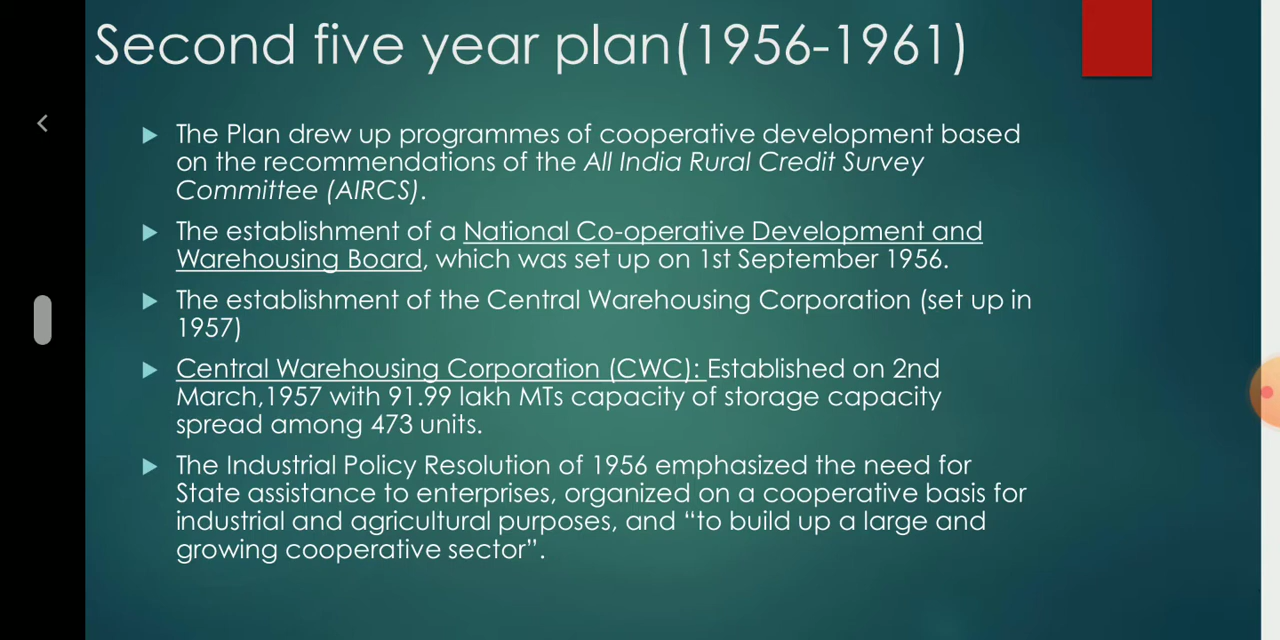 Second five year plan(1956-1961)
The Plan drew up programmes of cooperative development based
on the recommendations of the All India Rural Credit Survey
Committee (AIRCS).
The establishment of a National Co-operative Development and
Warehousing Board, which was set up on 1st September 1956.
The establishment of the Central Warehousing Corporation (set up in
1957)
Central Warehousing Corporation (CWC): Established on 2nd
March,1957 with 91.99 lakh MTs capacity of storage capacity
spread among 473 units.
The Industrial Policy Resolution of 1956 emphasized the need for
State assistance to enterprises, organized on a cooperative basis for
industrial and agricultural purposes, and “to build up a large and
growing cooperative sector”.